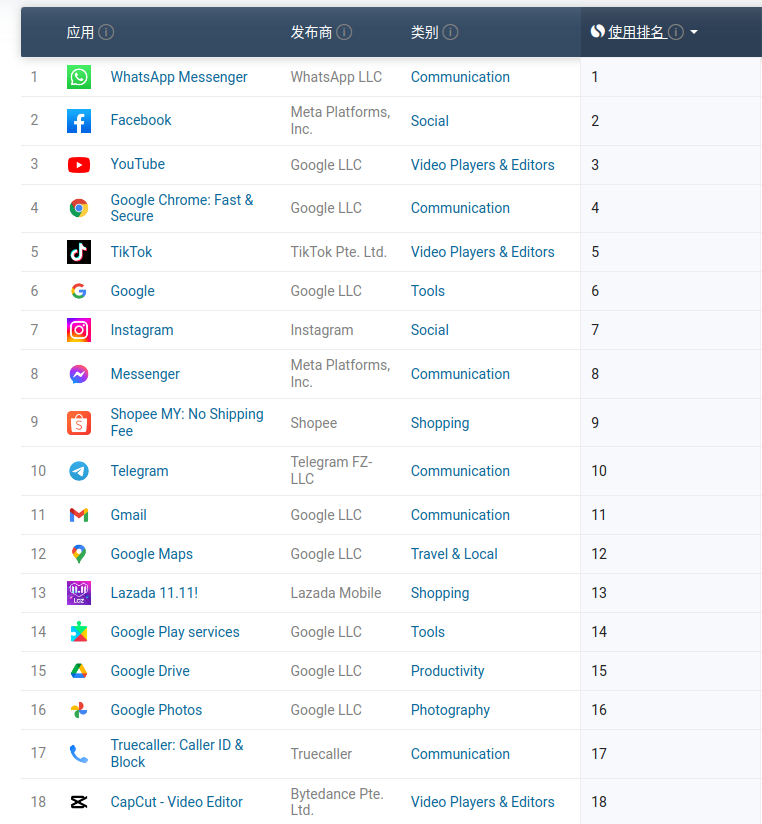 应用 发布商 类别 使用排名
1 WhatsApp Messenger WhatsApp LLC Communication 1
2 Facebook Meta Platforms, Inc. Social 2
3 YouTube Google LLC Video Players & Editors 3
4 Google Chrome: Fast & Secure Google LLC Communication 4
5 TikTok TikTok Pte. Ltd. Video Players & Editors 5
6 Google Google LLC Tools 6
7 Instagram Instagram Social 7
8 Messenger Meta Platforms, Inc. Communication 8
9 Shopee MY: No Shipping Fee Shopee Shopping 9
10 Telegram Telegram FZ-LLC Communication 10
11 Gmail Google LLC Communication 11
12 Google Maps Google LLC Travel & Local 12
13 Lazada 11.11! Lazada Mobile Shopping 13
14 Google Play services Google LLC Tools 14
15 Google Drive Google LLC Productivity 15
16 Google Photos Google LLC Photography 16
17 Truecaller: Caller ID & Block Truecaller Communication 17
18 CapCut - Video Editor Bytedance Pte. Ltd. Video Players & Editors 18